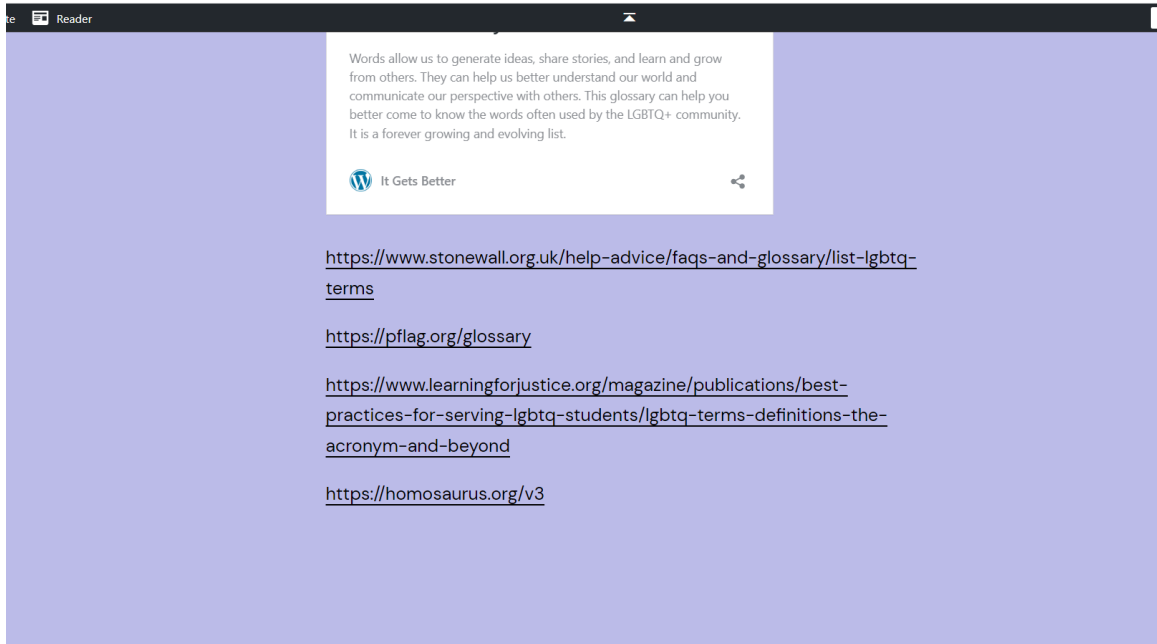 te Reader
Words allow us to generate ideas, share stories, and learn and grow
from others. They can help us better understand our world and
communicate our perspective with others. This glossary can help you
better come to know the words often used by the LGBTQ+ community.
It is a forever growing and evolving list.
It Gets Better
https://www.stonewall.org.uk/help-advice/faqs-and-glossary/list-lgbtq-
terms
https://pflag.org/glossary
https://www.learningforjustice.org/magazine/publications/best-
practices-for-serving-lgbtq-students/lgbtq-terms-definitions-the-
acronym-and-beyond
https://homosaurus.org/v3